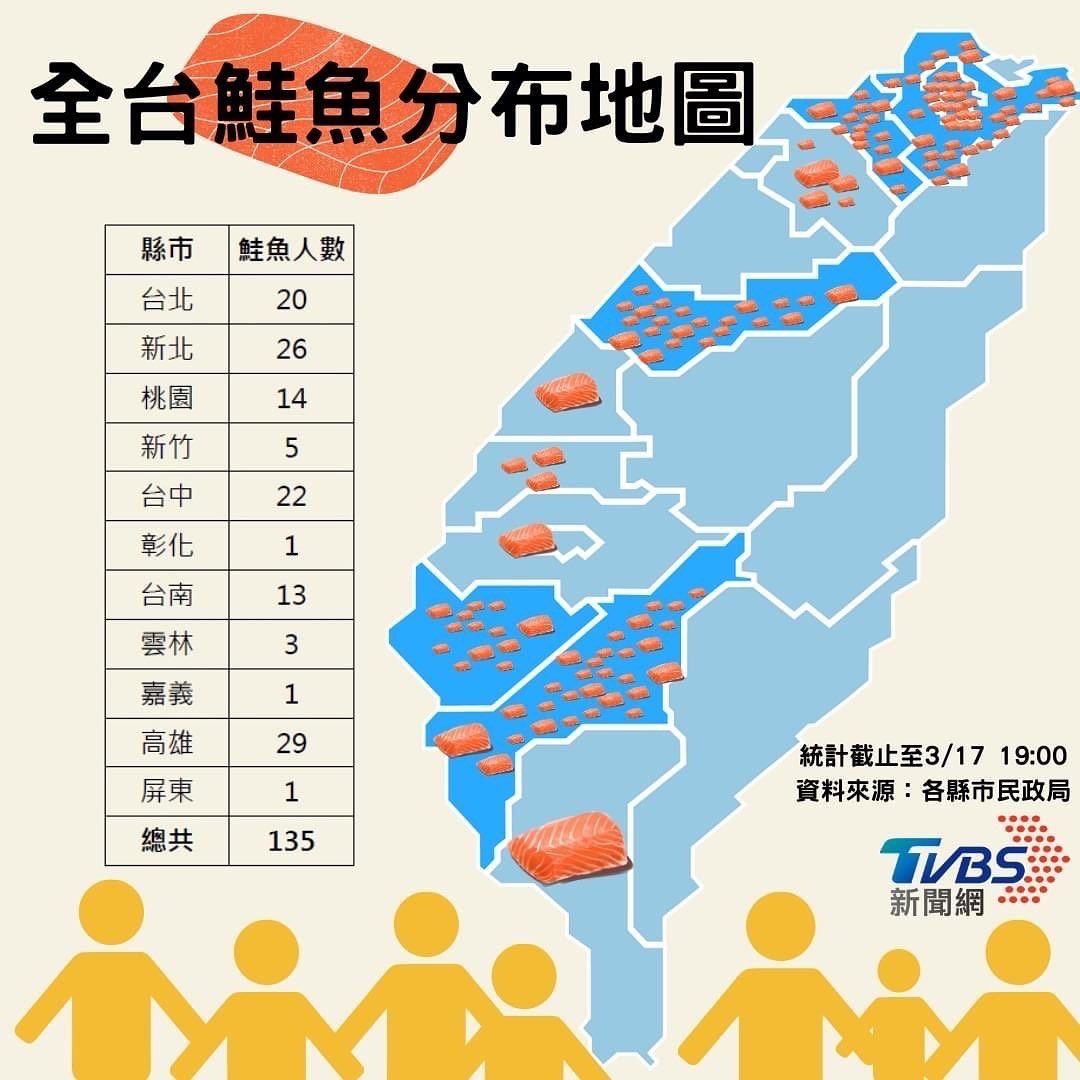 全台鮭魚分布地圖
縣市 鮭魚人數
台北 20
新北 26
桃園 14
新竹 5
台中 22
彰化 1
台南 13
雲林 3
嘉義 1
高雄 29
屏東 1
總共 135
統計截止至3/17 19:00
資料來源：各縣市民政局
TVBS
新聞網